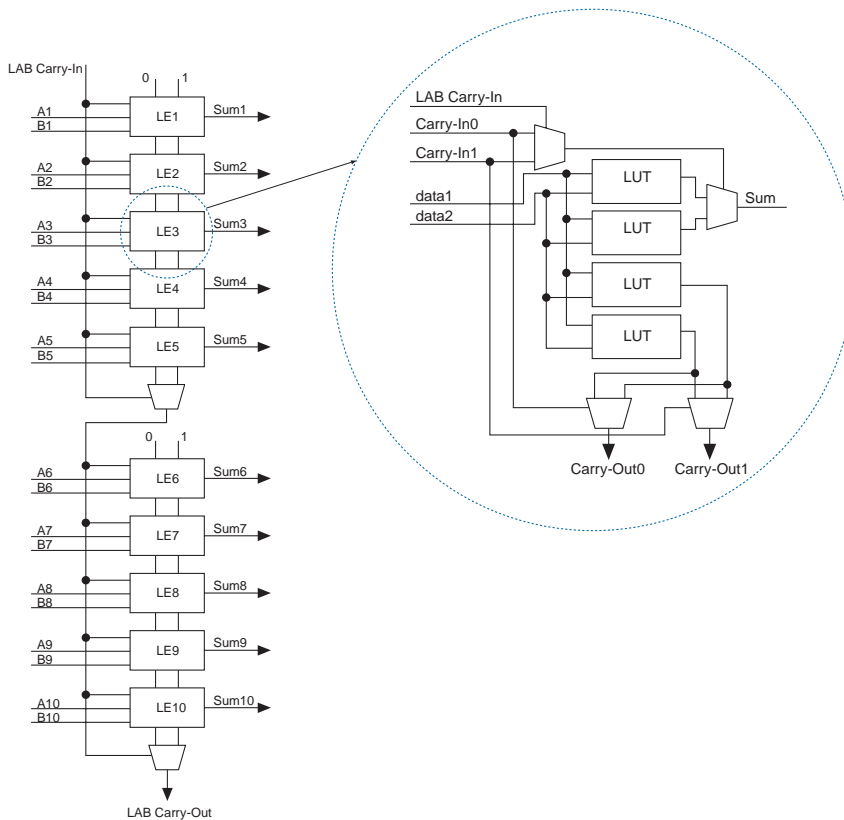 LAB Carry-In
0 1
A1
B1
LE1
Sum1
A2
B2
LE2
Sum2
A3
B3
LE3
Sum3
A4
B4
LE4
Sum4
A5
B5
LE5
Sum5
0 1
A6
B6
LE6
Sum6
A7
B7
LE7
Sum7
A8
B8
LE8
Sum8
A9
B9
LE9
Sum9
A10
B10
LE10
Sum10
LAB Carry-Out
LAB Carry-In
Carry-In0
Carry-In1
data1
data2
LUT
LUT
LUT
LUT
Sum
Carry-Out0
Carry-Out1